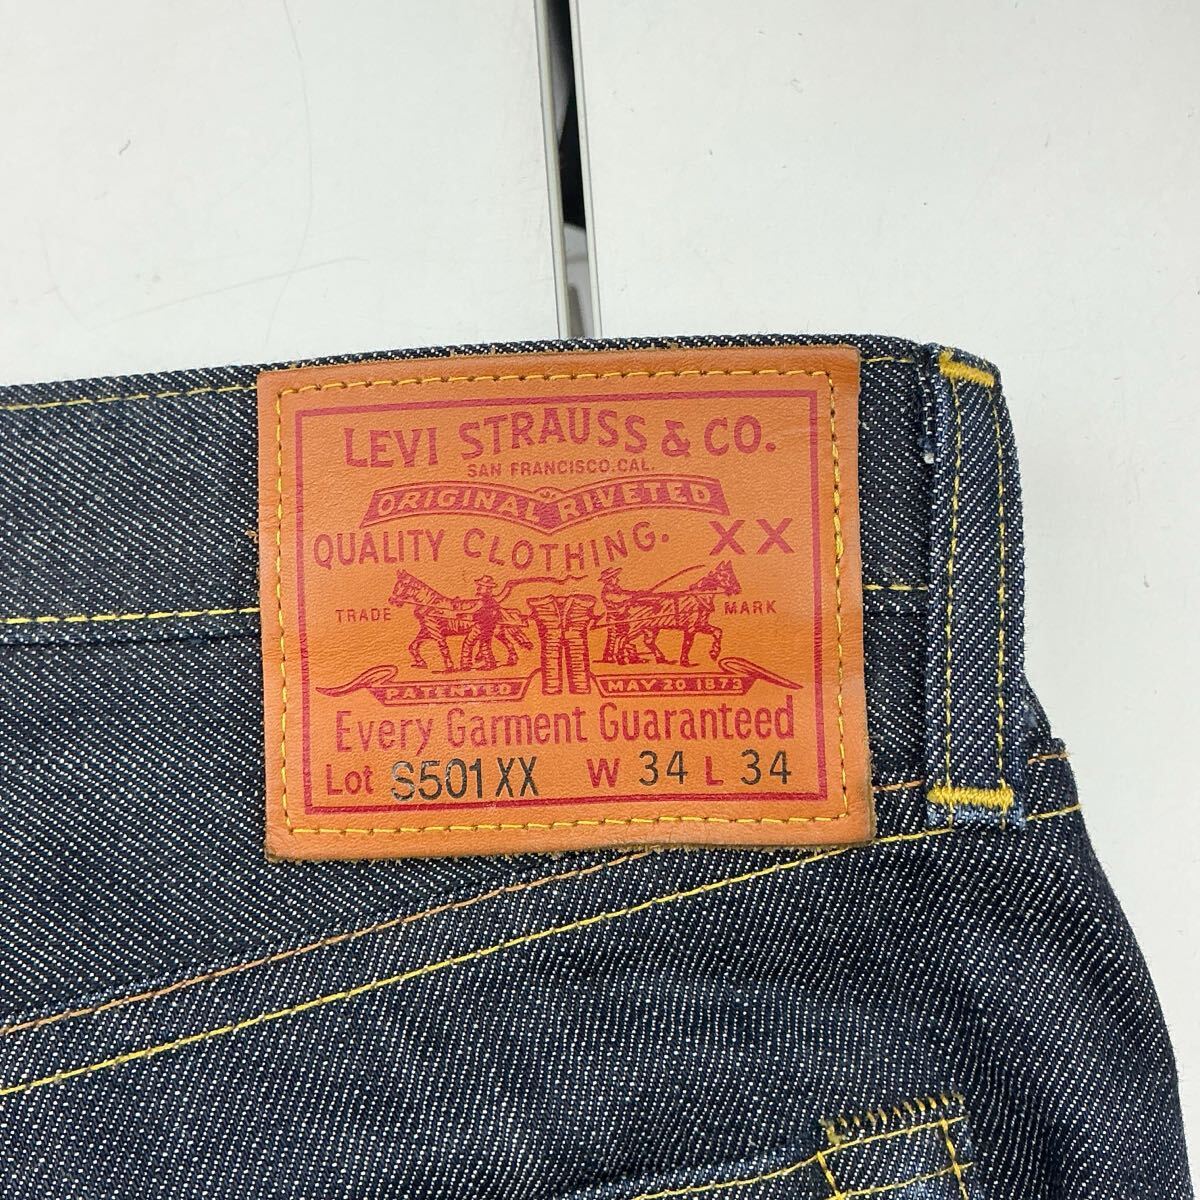 LEVI STRAUSS & CO.
SAN FRANCISCO.CAL.
ORIGINAL RIVETED
QUALITY CLOTHING. XX
TRADE MARK
PATENTED MAY 20 1873
Every Garment Guaranteed
Lot S501XX W 34 L 34